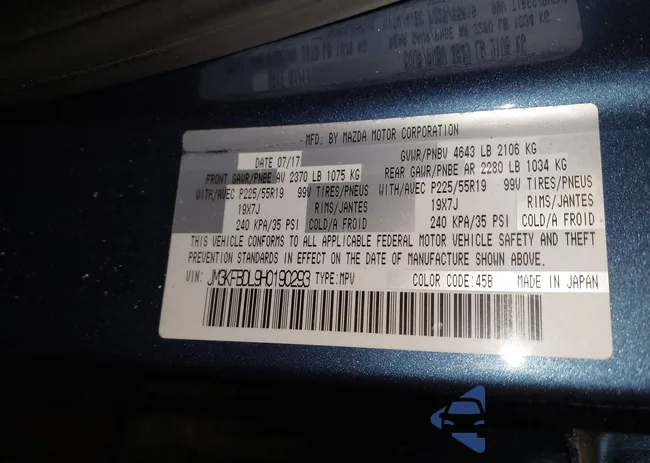 MFD. BY MAZDA MOTOR CORPORATION
DATE 07/17 GVWR/PNBV 4643 LB 2106 KG
FRONT GAWR/PNBE AV 2370 LB 1075 KG REAR GAWR/PNBE AR 2280 LB 1034 KG
WITH/AVEC P225/55R19 99V TIRES/PNEUS WITH/AVEC P225/55R19 99V TIRES/PNEUS
19X7J RIMS/JANTES 19X7J RIMS/JANTES
240 KPA/35 PSI COLD/A FROID 240 KPA/35 PSI COLD/A FROID
THIS VEHICLE CONFORMS TO ALL APPLICABLE FEDERAL MOTOR VEHICLE SAFETY AND THEFT
PREVENTION STANDARDS IN EFFECT ON THE DATE OF MANUFACTURE SHOWN ABOVE.
VIN: JM3KFBDL9H0190293 TYPE:MPV COLOR CODE:45B MADE IN JAPAN